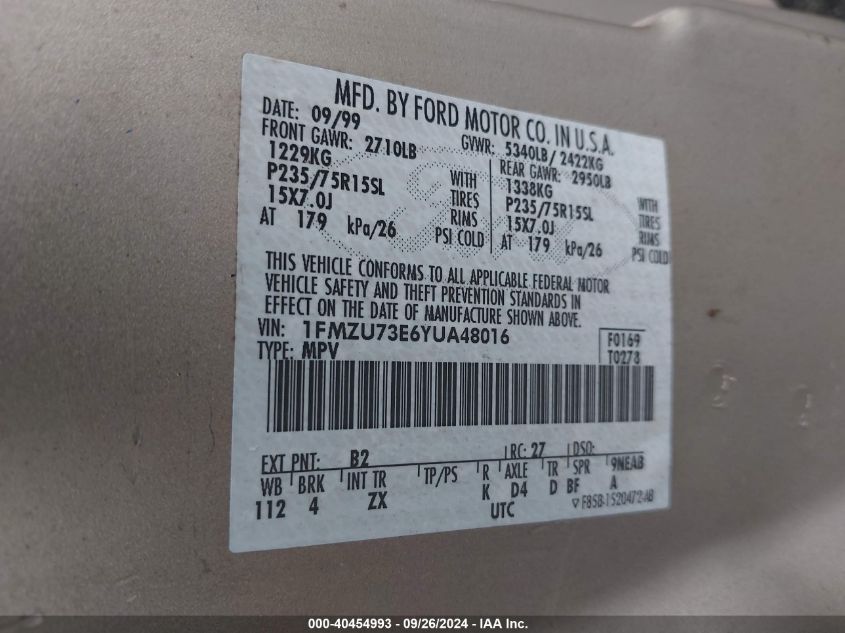 MFD. BY FORD MOTOR CO. IN U.S.A.
DATE: 09/99 GVWR: 5340LB/ 2422KG
FRONT GAWR: 2710LB REAR GAWR: 2950LB
1229KG WITH 1338KG WITH
P235/75R15SL TIRES P235/75R15SL TIRES
15X7.0J RIMS 15X7.0J RIMS
AT 179 kPa/26 PSI COLD AT 179 kPa/26 PSI COLD
THIS VEHICLE CONFORMS TO ALL APPLICABLE FEDERAL MOTOR
VEHICLE SAFETY AND THEFT PREVENTION STANDARDS IN
EFFECT ON THE DATE OF MANUFACTURE SHOWN ABOVE.
VIN: 1FMZU73E6YUA48016 F0169
TYPE: MPV T0278
EXT PNT: B2 RC: 27 DSO:
WB BRK INT TR TP/PS R AXLE TR SPR 9NEAB
112 4 ZX K D4 D BF A
UTC ▽ F85B-1520472-AB
000-40454993 - 09/26/2024 - IAA Inc.